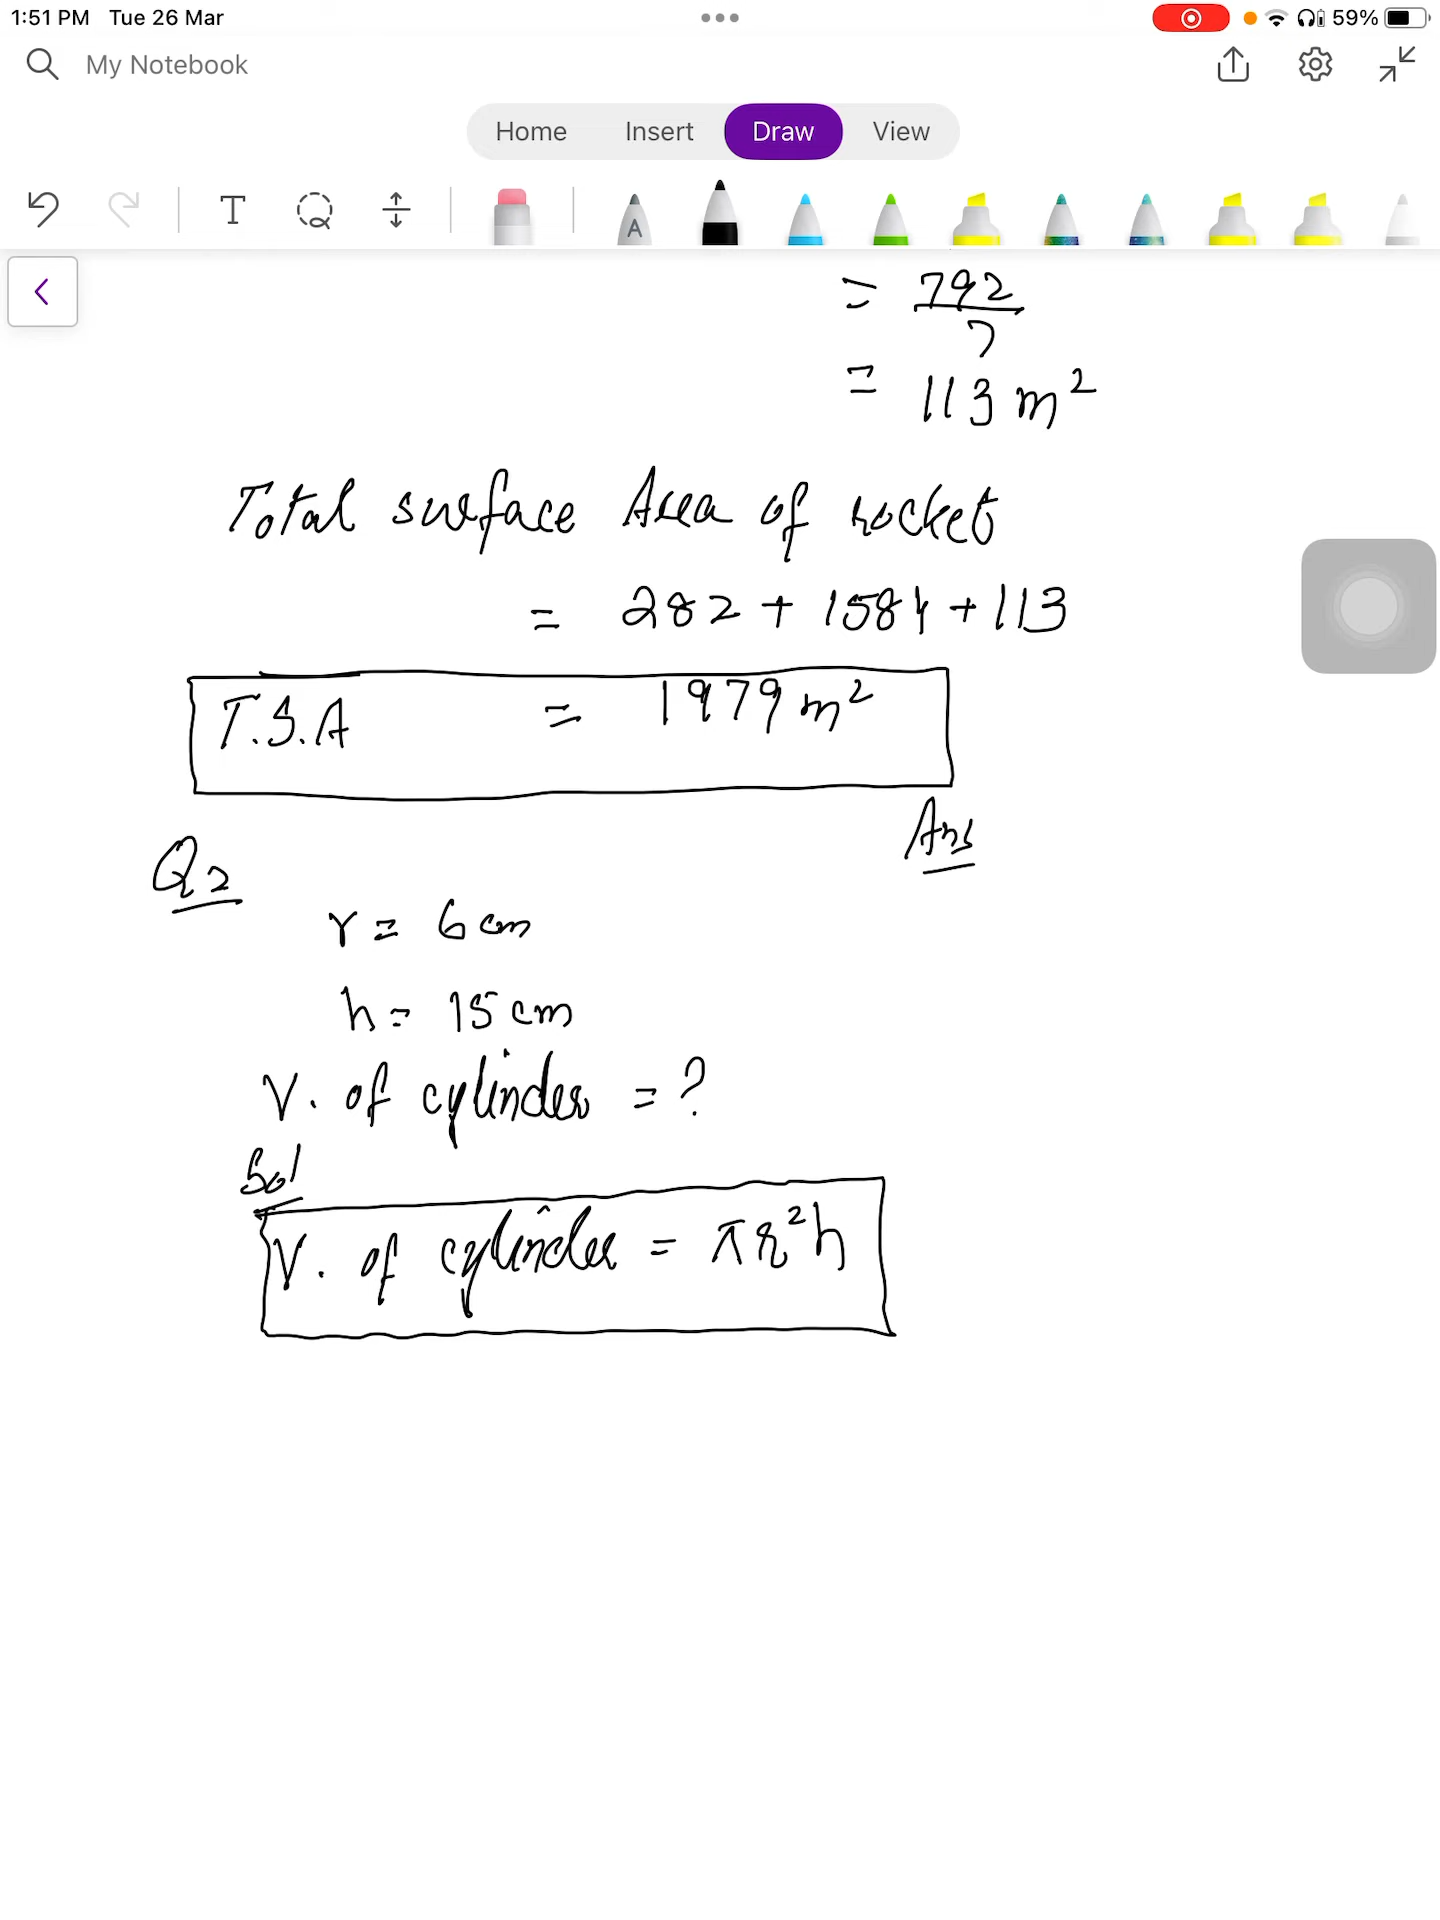 1:51 PM Tue 26 Mar
59%
My Notebook
Home Insert Draw View
T
A
= 792/7
= 113 m²
Total surface Area of rocket
= 282 + 1584 + 113
T.S.A = 1979 m²
Ans
Q2
r = 6 cm
h = 15 cm
V. of cylinder = ?
Sol
V. of cylinder = πr²h